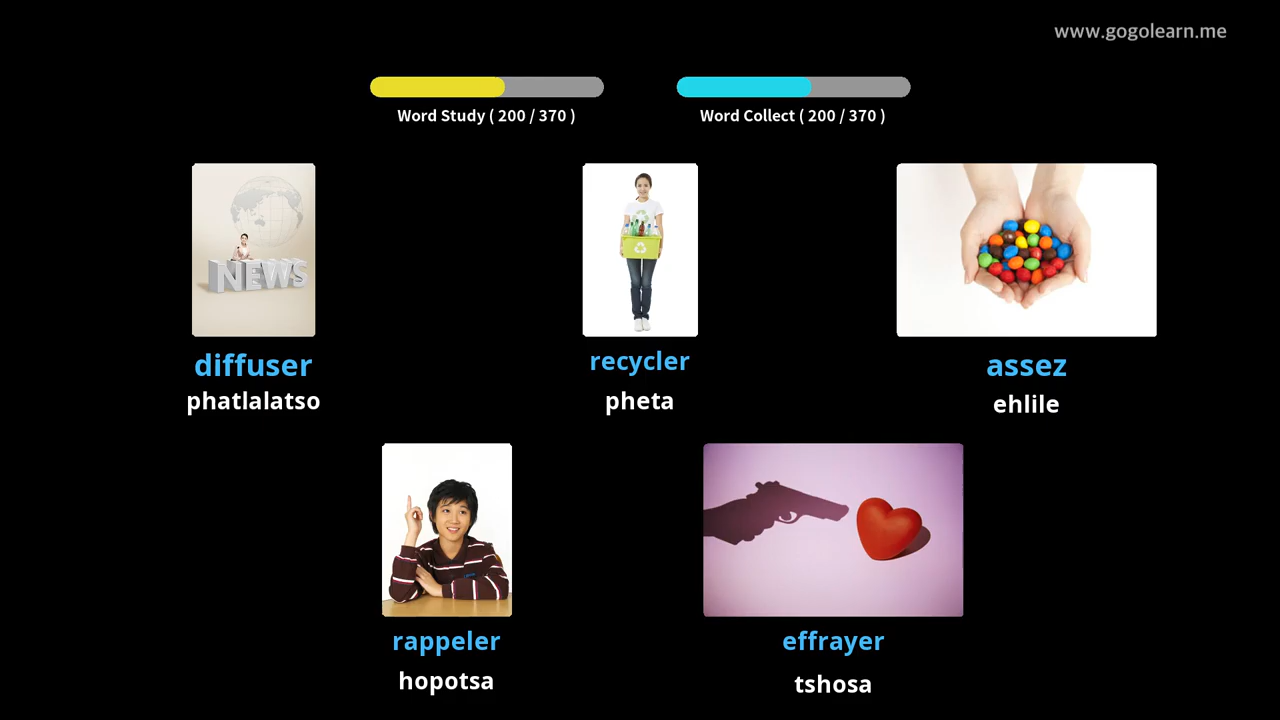 www.gogolearn.me
Word Study ( 200 / 370 )
Word Collect ( 200 / 370 )
NEWS
diffuser
phatlalatso
recycler
pheta
assez
ehlile
rappeler
hopotsa
effrayer
tshosa